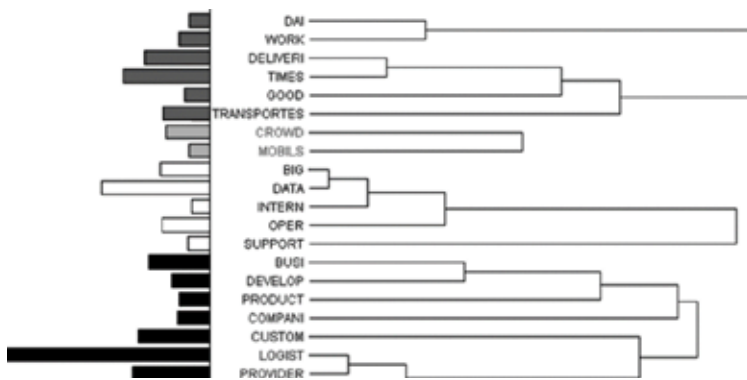 DAI
WORK
DELIVERI
TIMES
GOOD
TRANSPORTES
CROWD
MOBILS
BIG
DATA
INTERN
OPER
SUPPORT
BUSI
DEVELOP
PRODUCT
COMPANI
CUSTOM
LOGIST
PROVIDER